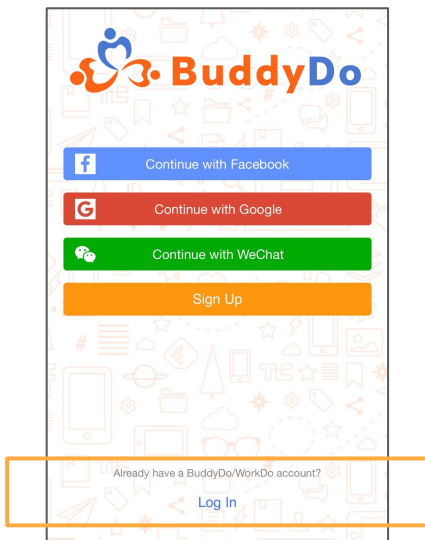 BuddyDo
Continue with Facebook
Continue with Google
Continue with WeChat
Sign Up
Already have a BuddyDo/WorkDo account?
Log In